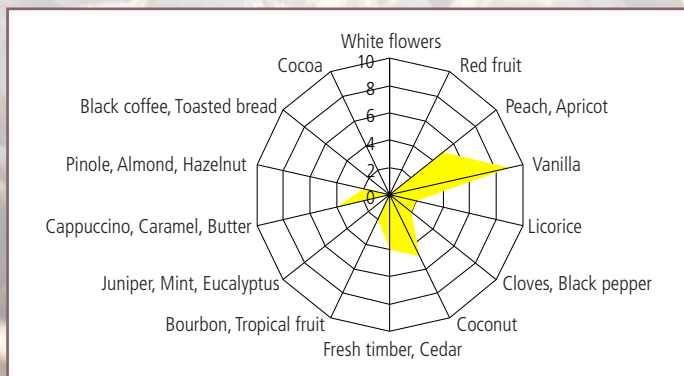 White flowers
Red fruit
Peach, Apricot
Vanilla
Licorice
Cloves, Black pepper
Coconut
Fresh timber, Cedar
Bourbon, Tropical fruit
Juniper, Mint, Eucalyptus
Cappuccino, Caramel, Butter
Pinole, Almond, Hazelnut
Black coffee, Toasted bread
Cocoa
10
8
6
4
2
0